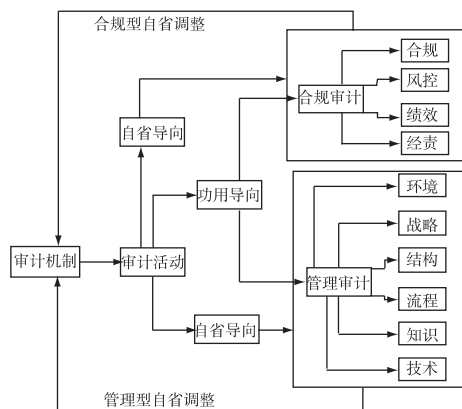 合规型自省调整
合规
风控
合规审计
绩效
经责
自省导向
功用导向
环境
战略
审计机制
审计活动
结构
管理审计
流程
自省导向
知识
技术
管理型自省调整